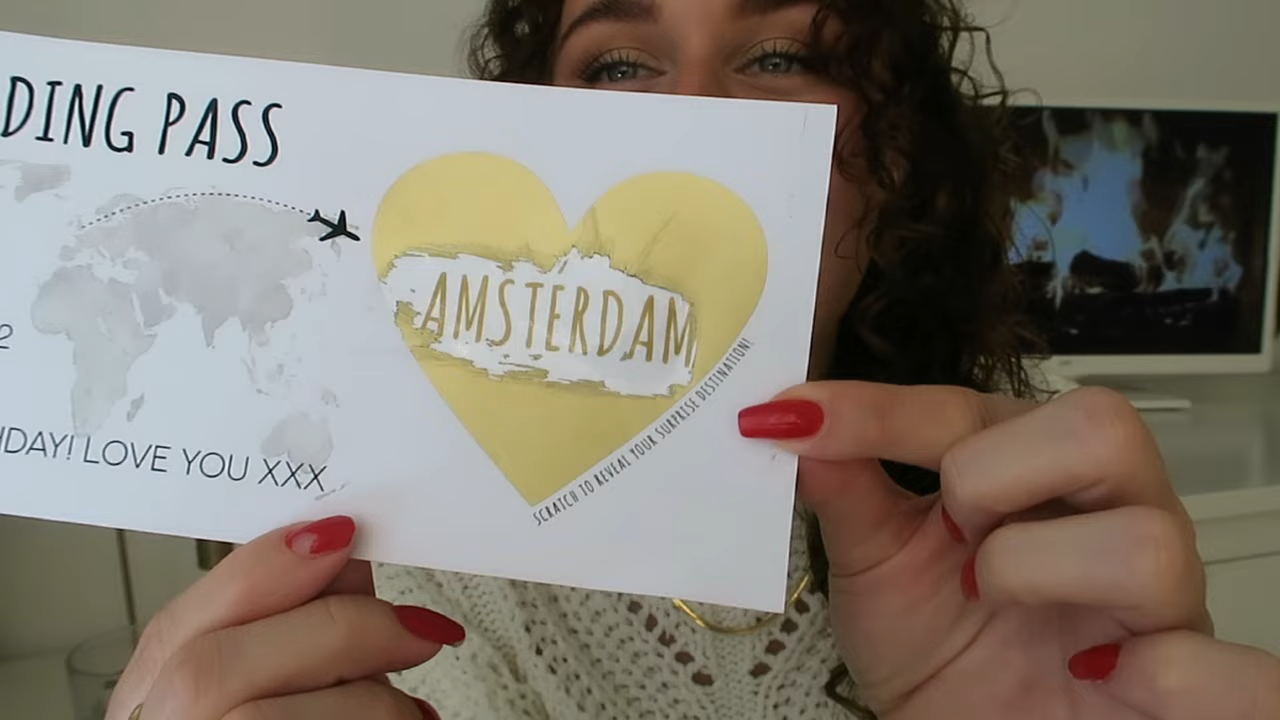 DING PASS
AMSTERDAM
SCRATCH TO REVEAL YOUR SURPRISE DESTINATION!
2
DAY! LOVE YOU XXX